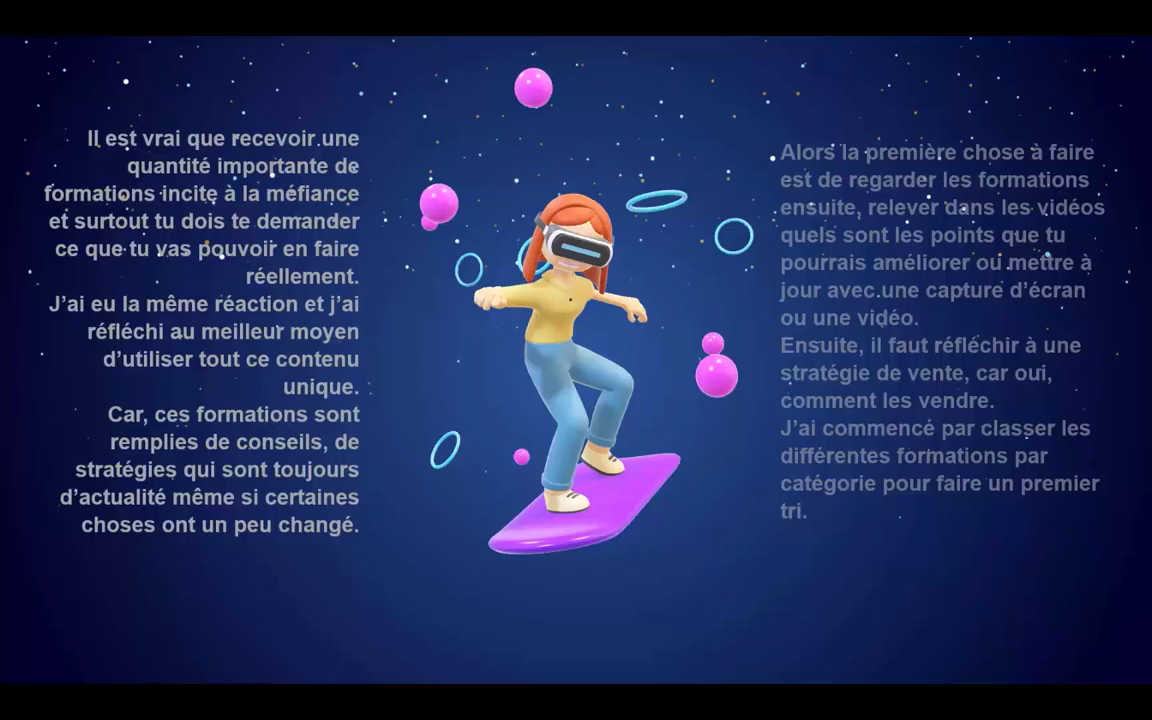 Il est vrai que recevoir une
quantité importante de
formations incite à la méfiance
et surtout tu dois te demander
ce que tu vas pouvoir en faire
réellement.
J’ai eu la même réaction et j’ai
réfléchi au meilleur moyen
d’utiliser tout ce contenu
unique.
Car, ces formations sont
remplies de conseils, de
stratégies qui sont toujours
d’actualité même si certaines
choses ont un peu changé.
Alors la première chose à faire
est de regarder les formations
ensuite, relever dans les vidéos
quels sont les points que tu
pourrais améliorer ou mettre à
jour avec une capture d’écran
ou une vidéo.
Ensuite, il faut réfléchir à une
stratégie de vente, car oui,
comment les vendre.
J’ai commencé par classer les
différentes formations par
catégorie pour faire un premier
tri.